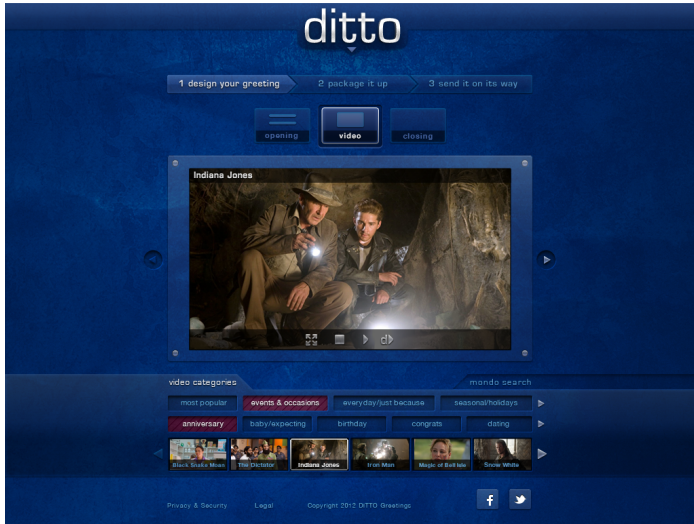 ditto
1 design your greeting 2 package it up 3 send it on its way
opening video closing
Indiana Jones
d
video categories mondo search
most popular events & occasions everyday/just because seasonal/holidays
anniversary baby/expecting birthday congrats dating
Black Snake Moan The Dictator Indiana Jones Iron Man Magic of Bell Isle Snow White
Privacy & Security Legal Copyright 2012 DiTTO Greetings
f